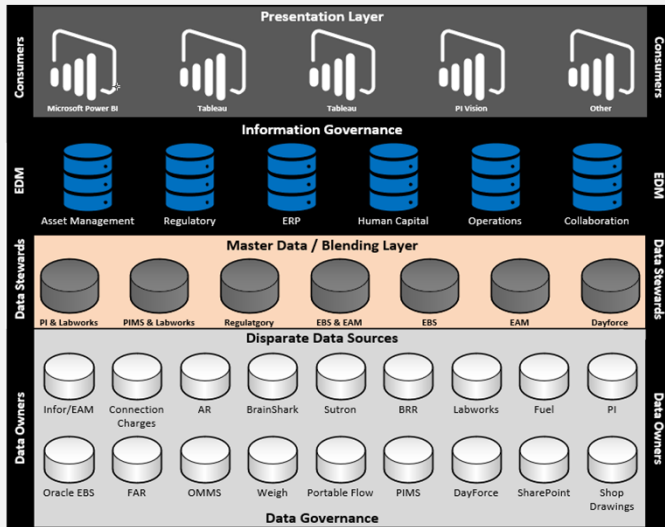 Presentation Layer
Consumers
Consumers
Microsoft Power BI
Tableau
Tableau
PI Vision
Other
Information Governance
EDM
EDM
Asset Management
Regulatory
ERP
Human Capital
Operations
Collaboration
Master Data / Blending Layer
Data Stewards
Data Stewards
PI & Labworks
PIMS & Labworks
Regulatgory
EBS & EAM
EBS
EAM
Dayforce
Disparate Data Sources
Data Owners
Data Owners
Infor/EAM
Connection
Charges
AR
BrainShark
Sutron
BRR
Labworks
Fuel
PI
Oracle EBS
FAR
OMMS
Weigh
Portable Flow
PIMS
DayForce
SharePoint
Shop
Drawings
Data Governance